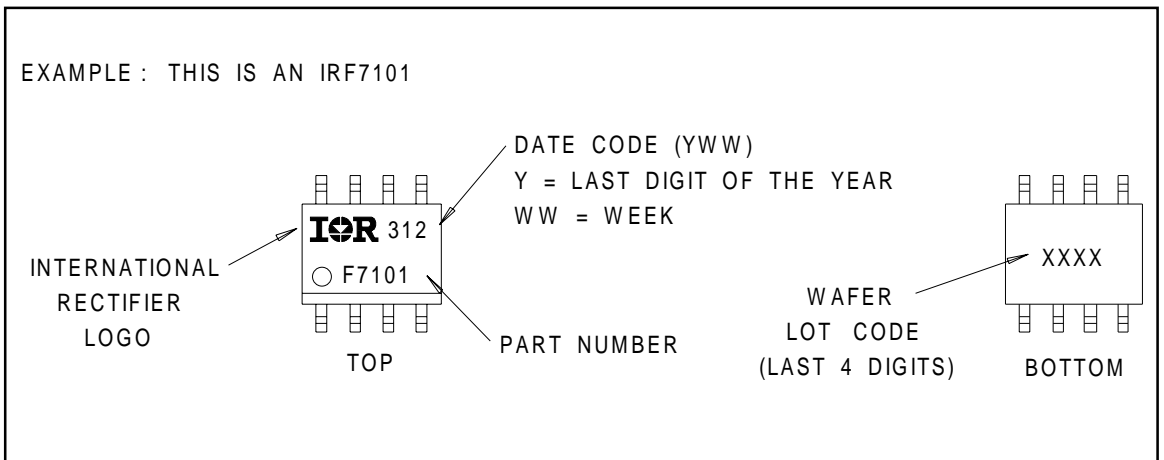 EXAMPLE : THIS IS AN IRF7101
DATE CODE (YWW)
Y = LAST DIGIT OF THE YEAR
WW = WEEK
INTERNATIONAL
RECTIFIER
LOGO
IOR 312
F7101
TOP
PART NUMBER
XXXX
WAFER
LOT CODE
(LAST 4 DIGITS)
BOTTOM